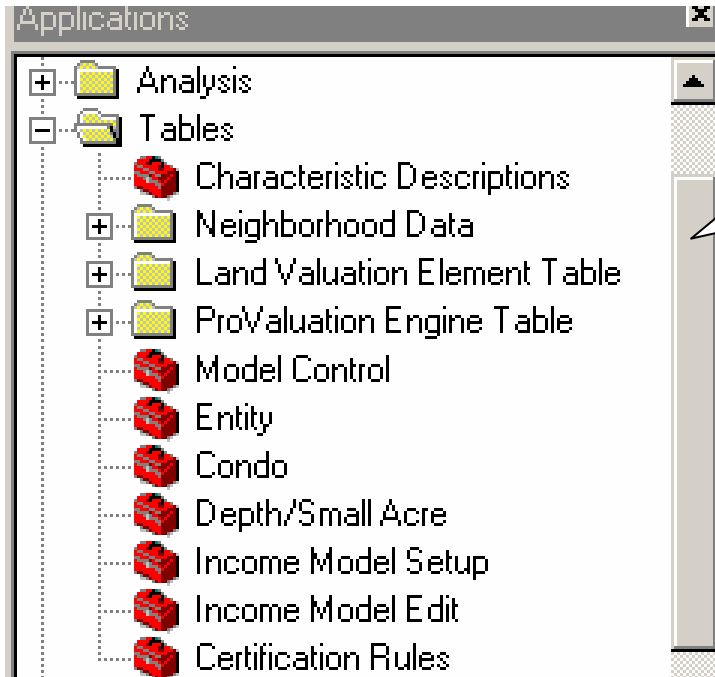 Applications
Analysis
Tables
Characteristic Descriptions
Neighborhood Data
Land Valuation Element Table
ProValuation Engine Table
Model Control
Entity
Condo
Depth/Small Acre
Income Model Setup
Income Model Edit
Certification Rules